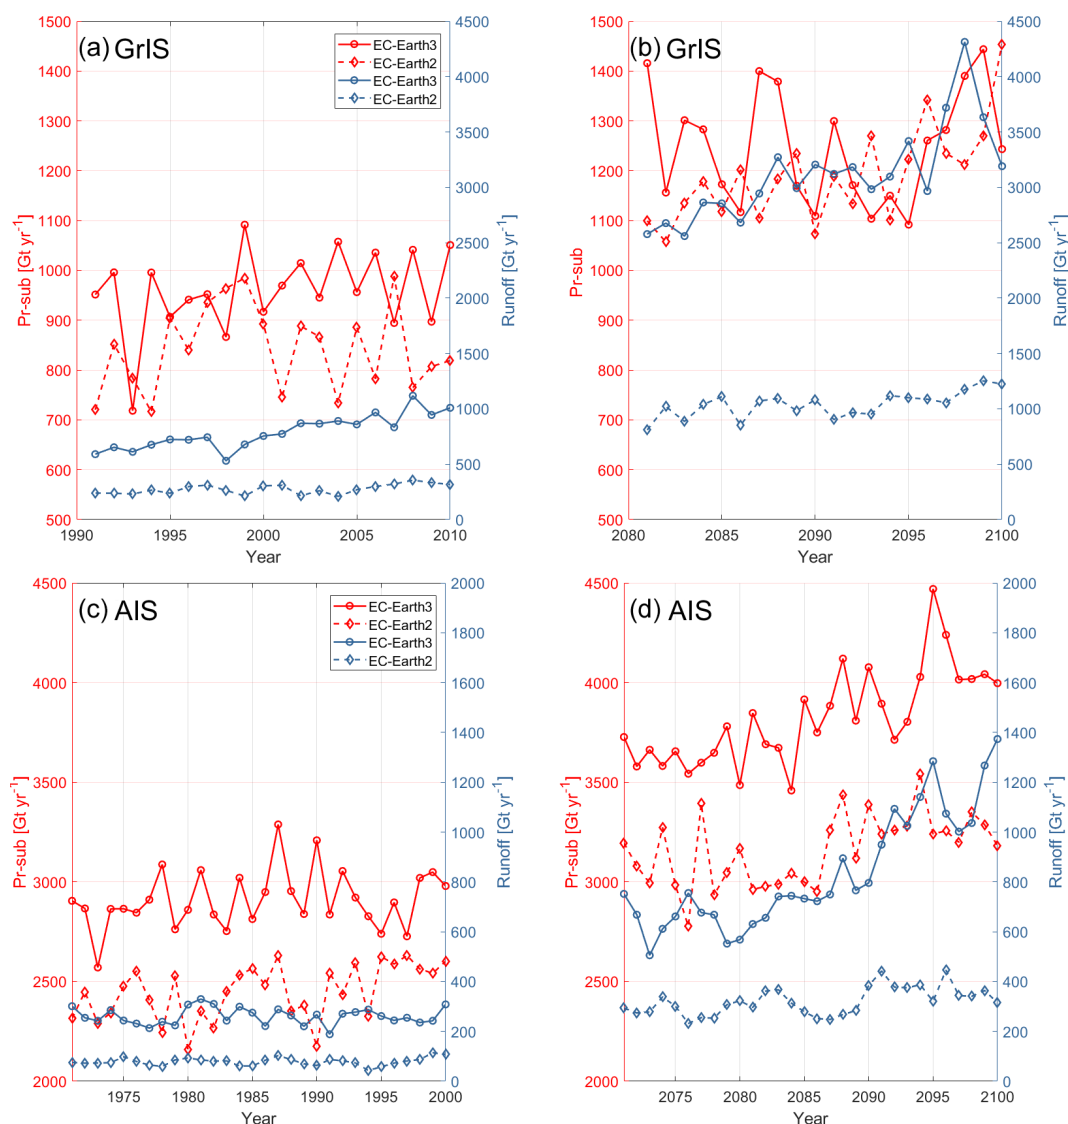 (a) GrIS
EC-Earth3
EC-Earth2
EC-Earth3
EC-Earth2
Pr-sub [Gt yr-1]
1500
1400
1300
1200
1100
1000
900
800
700
600
500
4500
4000
3500
3000
2500
2000
1500
1000
500
0
Runoff [Gt yr-1]
1990 1995 2000 2005 2010
Year
(b) GrIS
Pr-sub
1500
1400
1300
1200
1100
1000
900
800
700
600
500
4500
4000
3500
3000
2500
2000
1500
1000
500
0
Runoff [Gt yr-1]
2080 2085 2090 2095 2100
Year
(c) AIS
EC-Earth3
EC-Earth2
EC-Earth3
EC-Earth2
Pr-sub [Gt yr-1]
4500
4000
3500
3000
2500
2000
2000
1800
1600
1400
1200
1000
800
600
400
200
0
Runoff [Gt yr-1]
1975 1980 1985 1990 1995 2000
Year
(d) AIS
Pr-sub [Gt yr-1]
4500
4000
3500
3000
2500
2000
2000
1800
1600
1400
1200
1000
800
600
400
200
0
Runoff [Gt yr-1]
2075 2080 2085 2090 2095 2100
Year